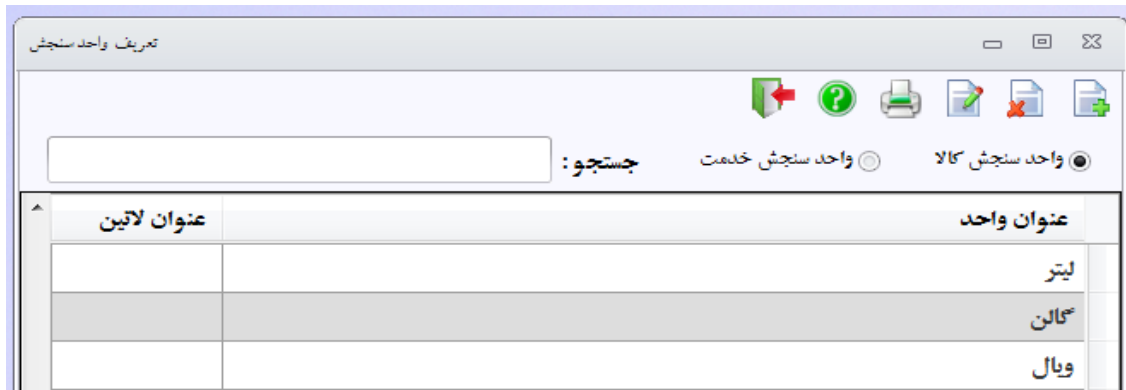 تعریف واحد سنجش
واحد سنجش کالا واحد سنجش خدمت جستجو :
عنوان واحد عنوان لاتین
لیتر
گالن
ویال